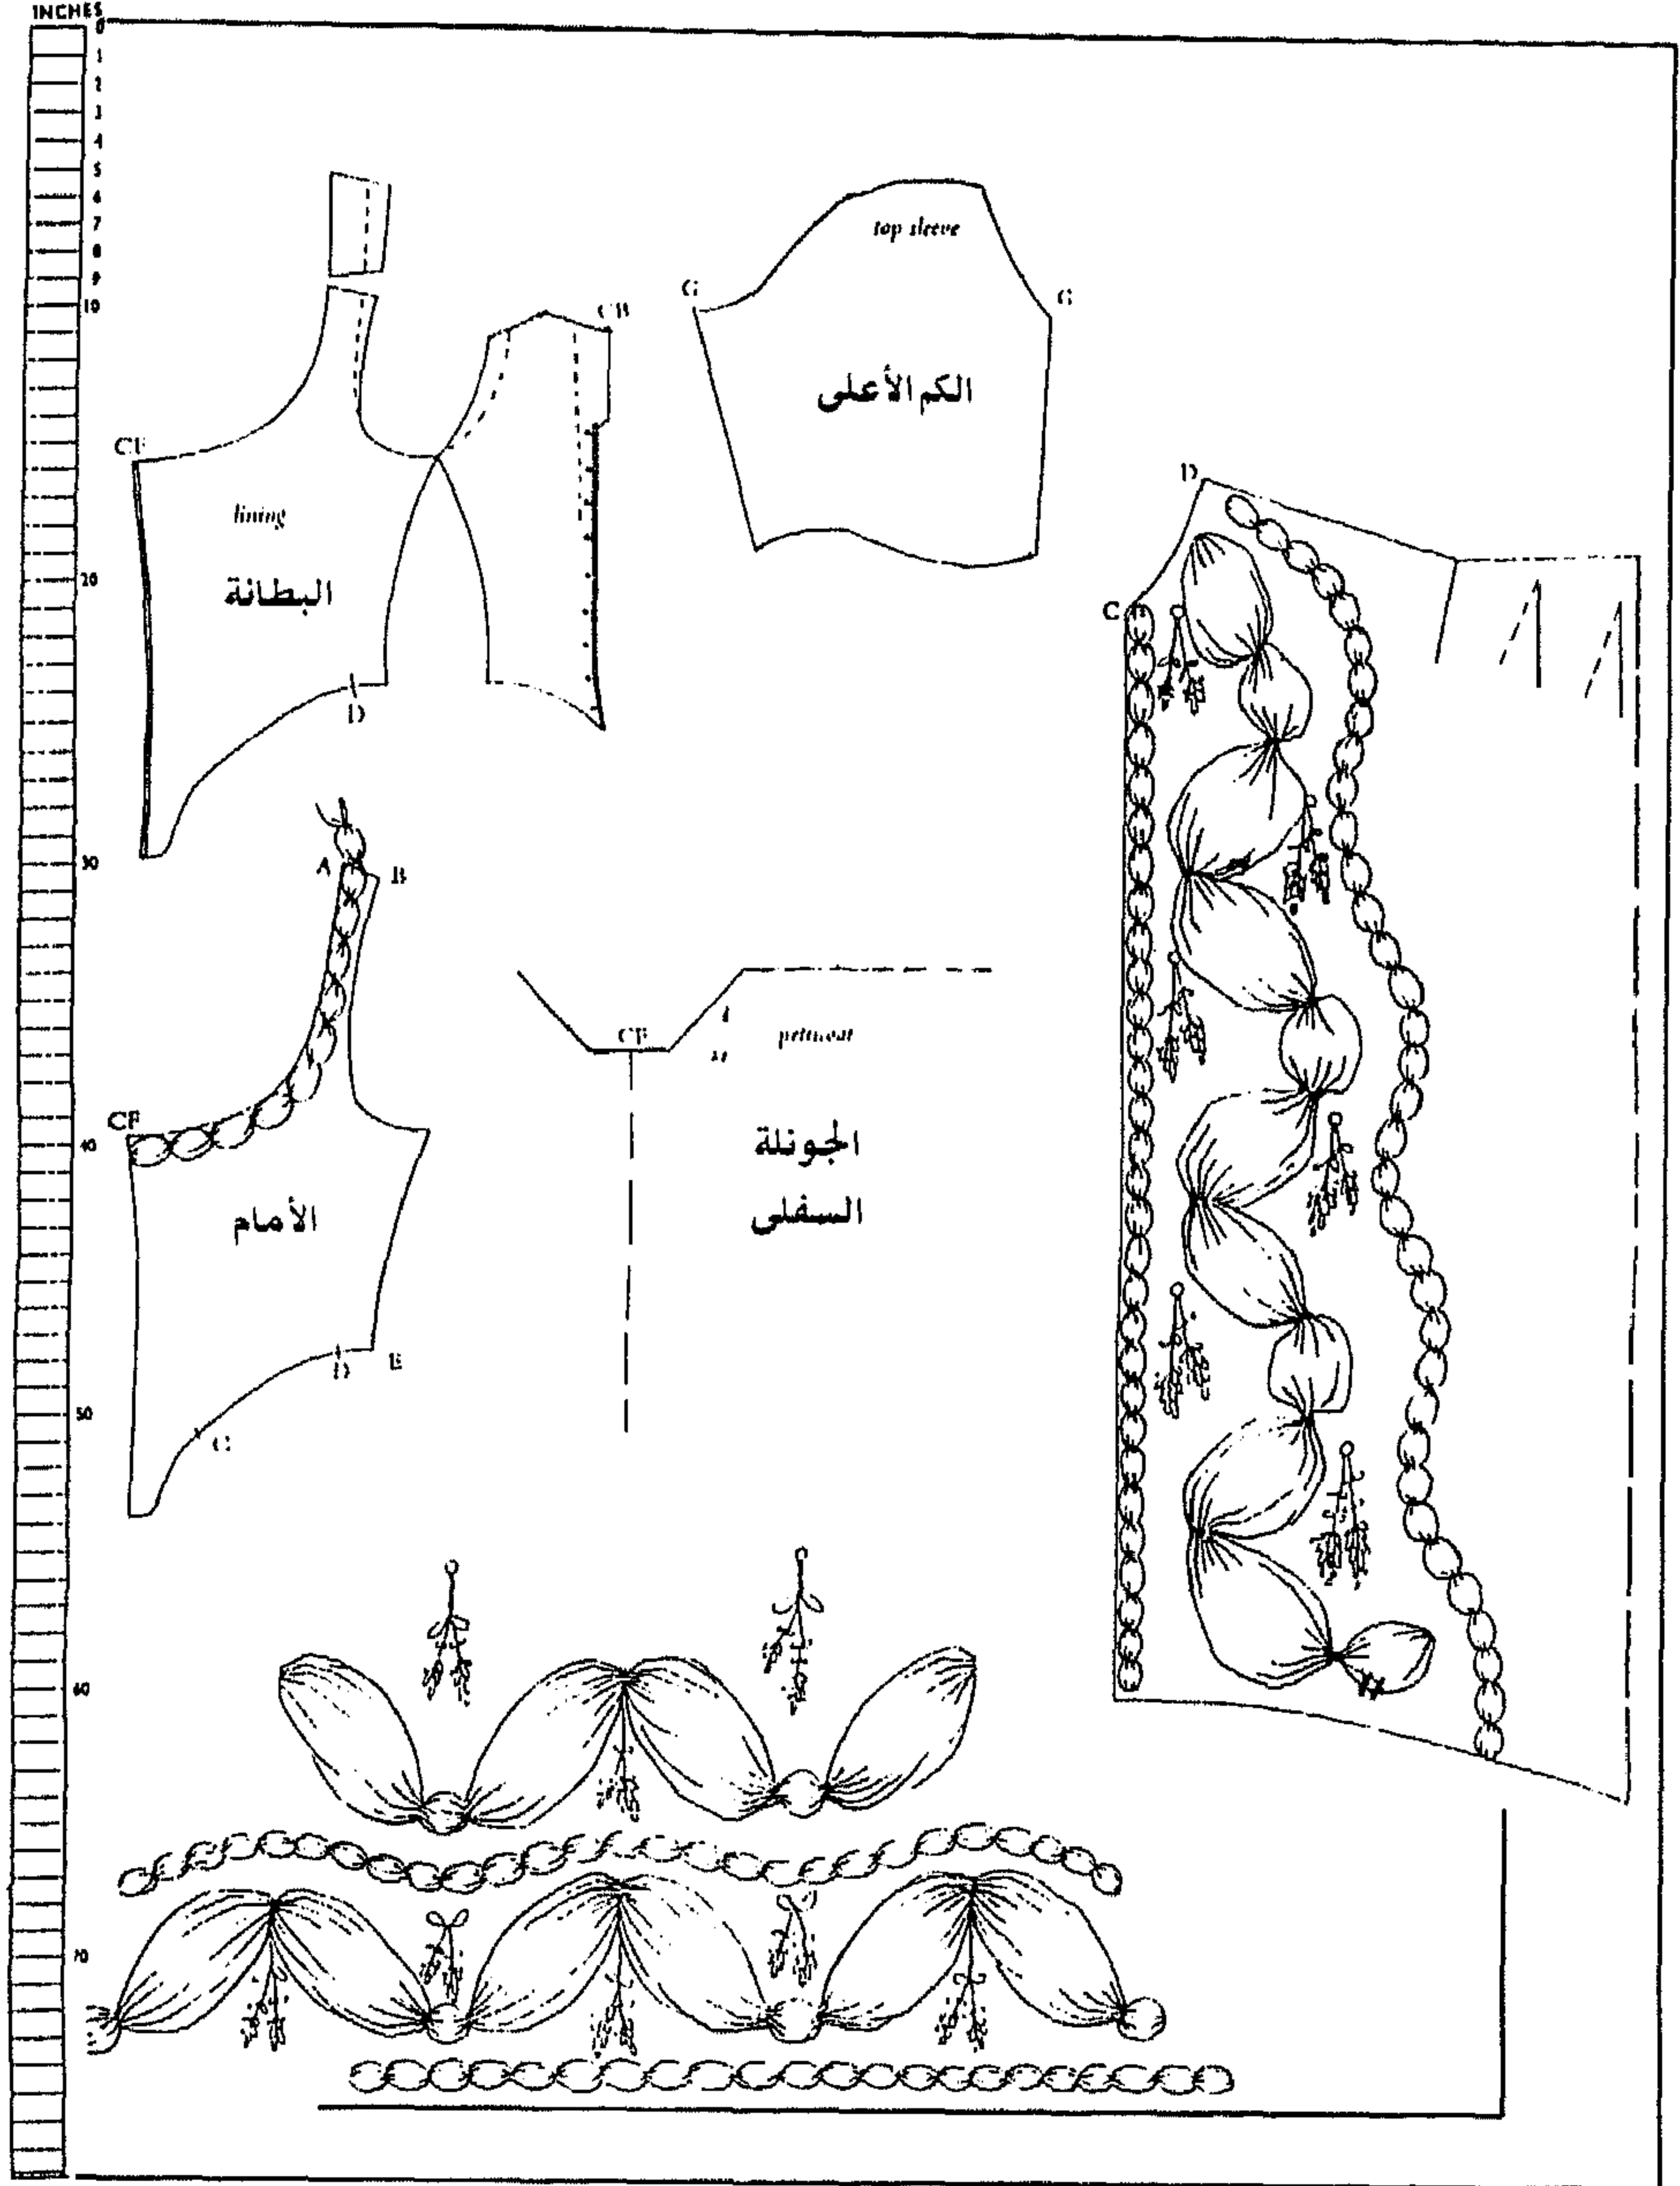 INCHES
0
1
2
3
4
5
6
7
8
9
10
20
30
40
50
60
70
top sleeve
G
G
الكم الأعلى
CB
CF
lining
البطانة
D
D
C
A
B
CF
الأمام
D
E
C
CF
petticoat
الجونلة
السفلى